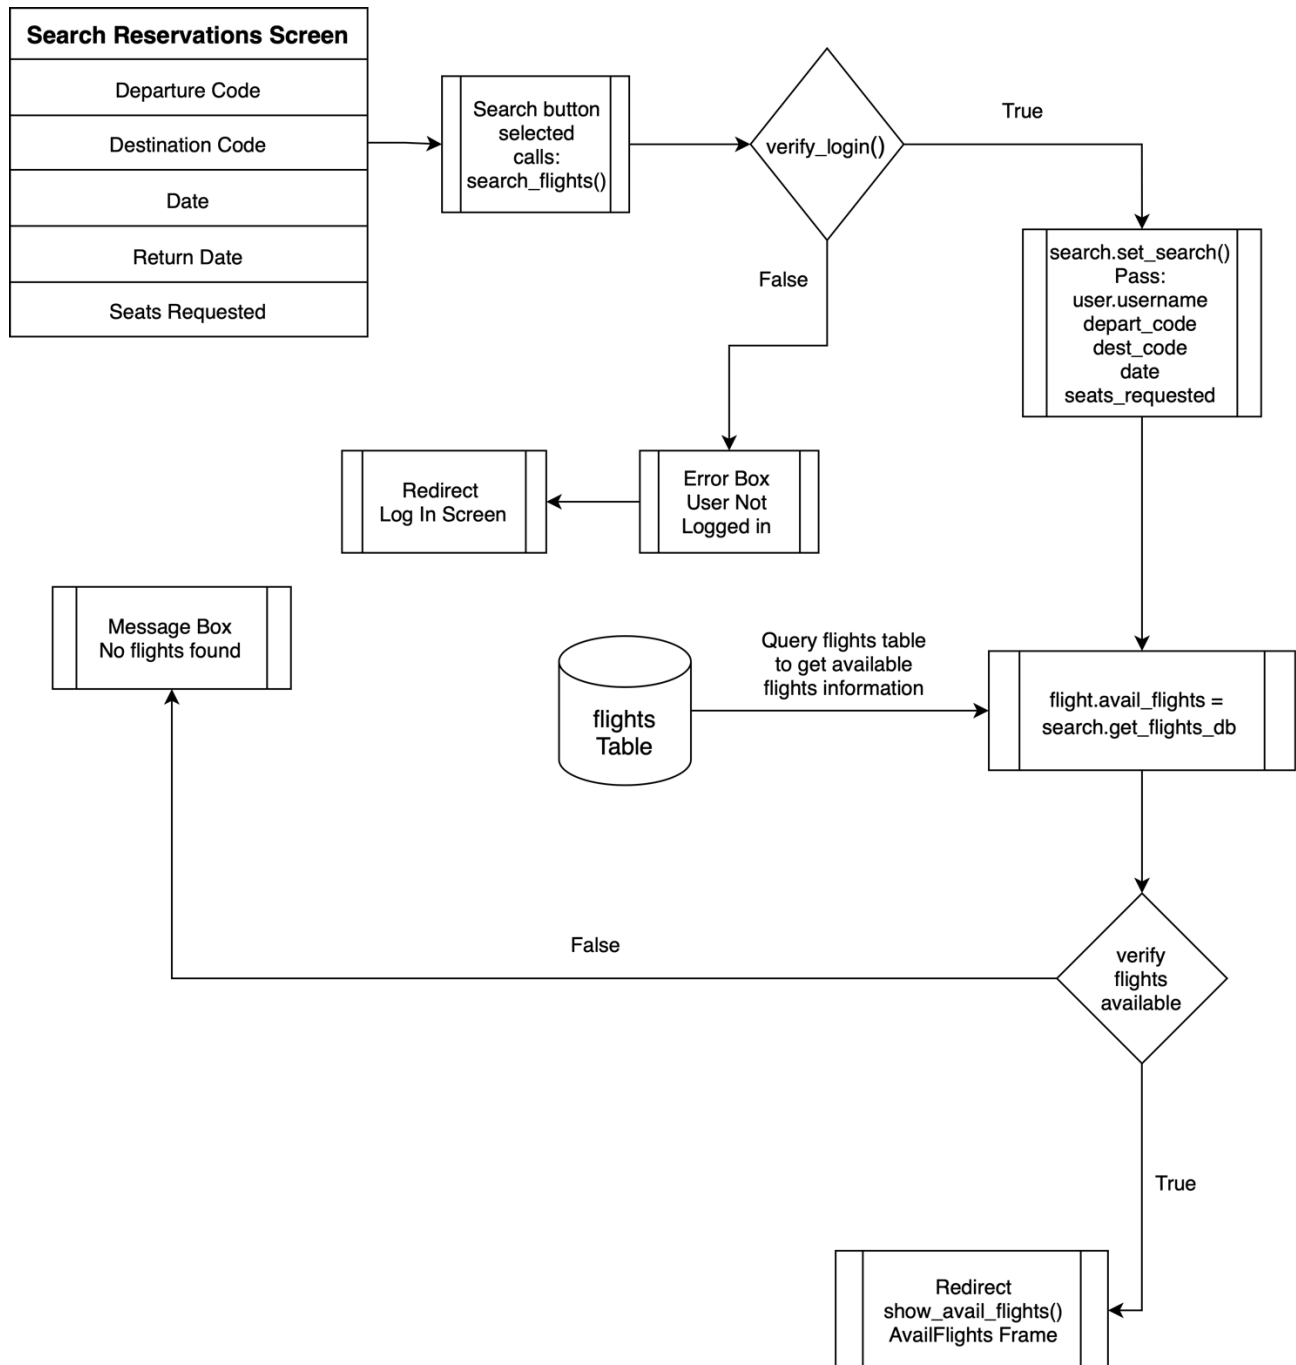 Search Reservations Screen
Departure Code
Destination Code
Date
Return Date
Seats Requested
Search button
selected
calls:
search_flights()
verify_login()
True
False
search.set_search()
Pass:
user.username
depart_code
dest_code
date
seats_requested
Error Box
User Not
Logged in
Redirect
Log In Screen
Message Box
No flights found
flights
Table
Query flights table
to get available
flights information
flight.avail_flights =
search.get_flights_db
verify
flights
available
False
True
Redirect
show_avail_flights()
AvailFlights Frame